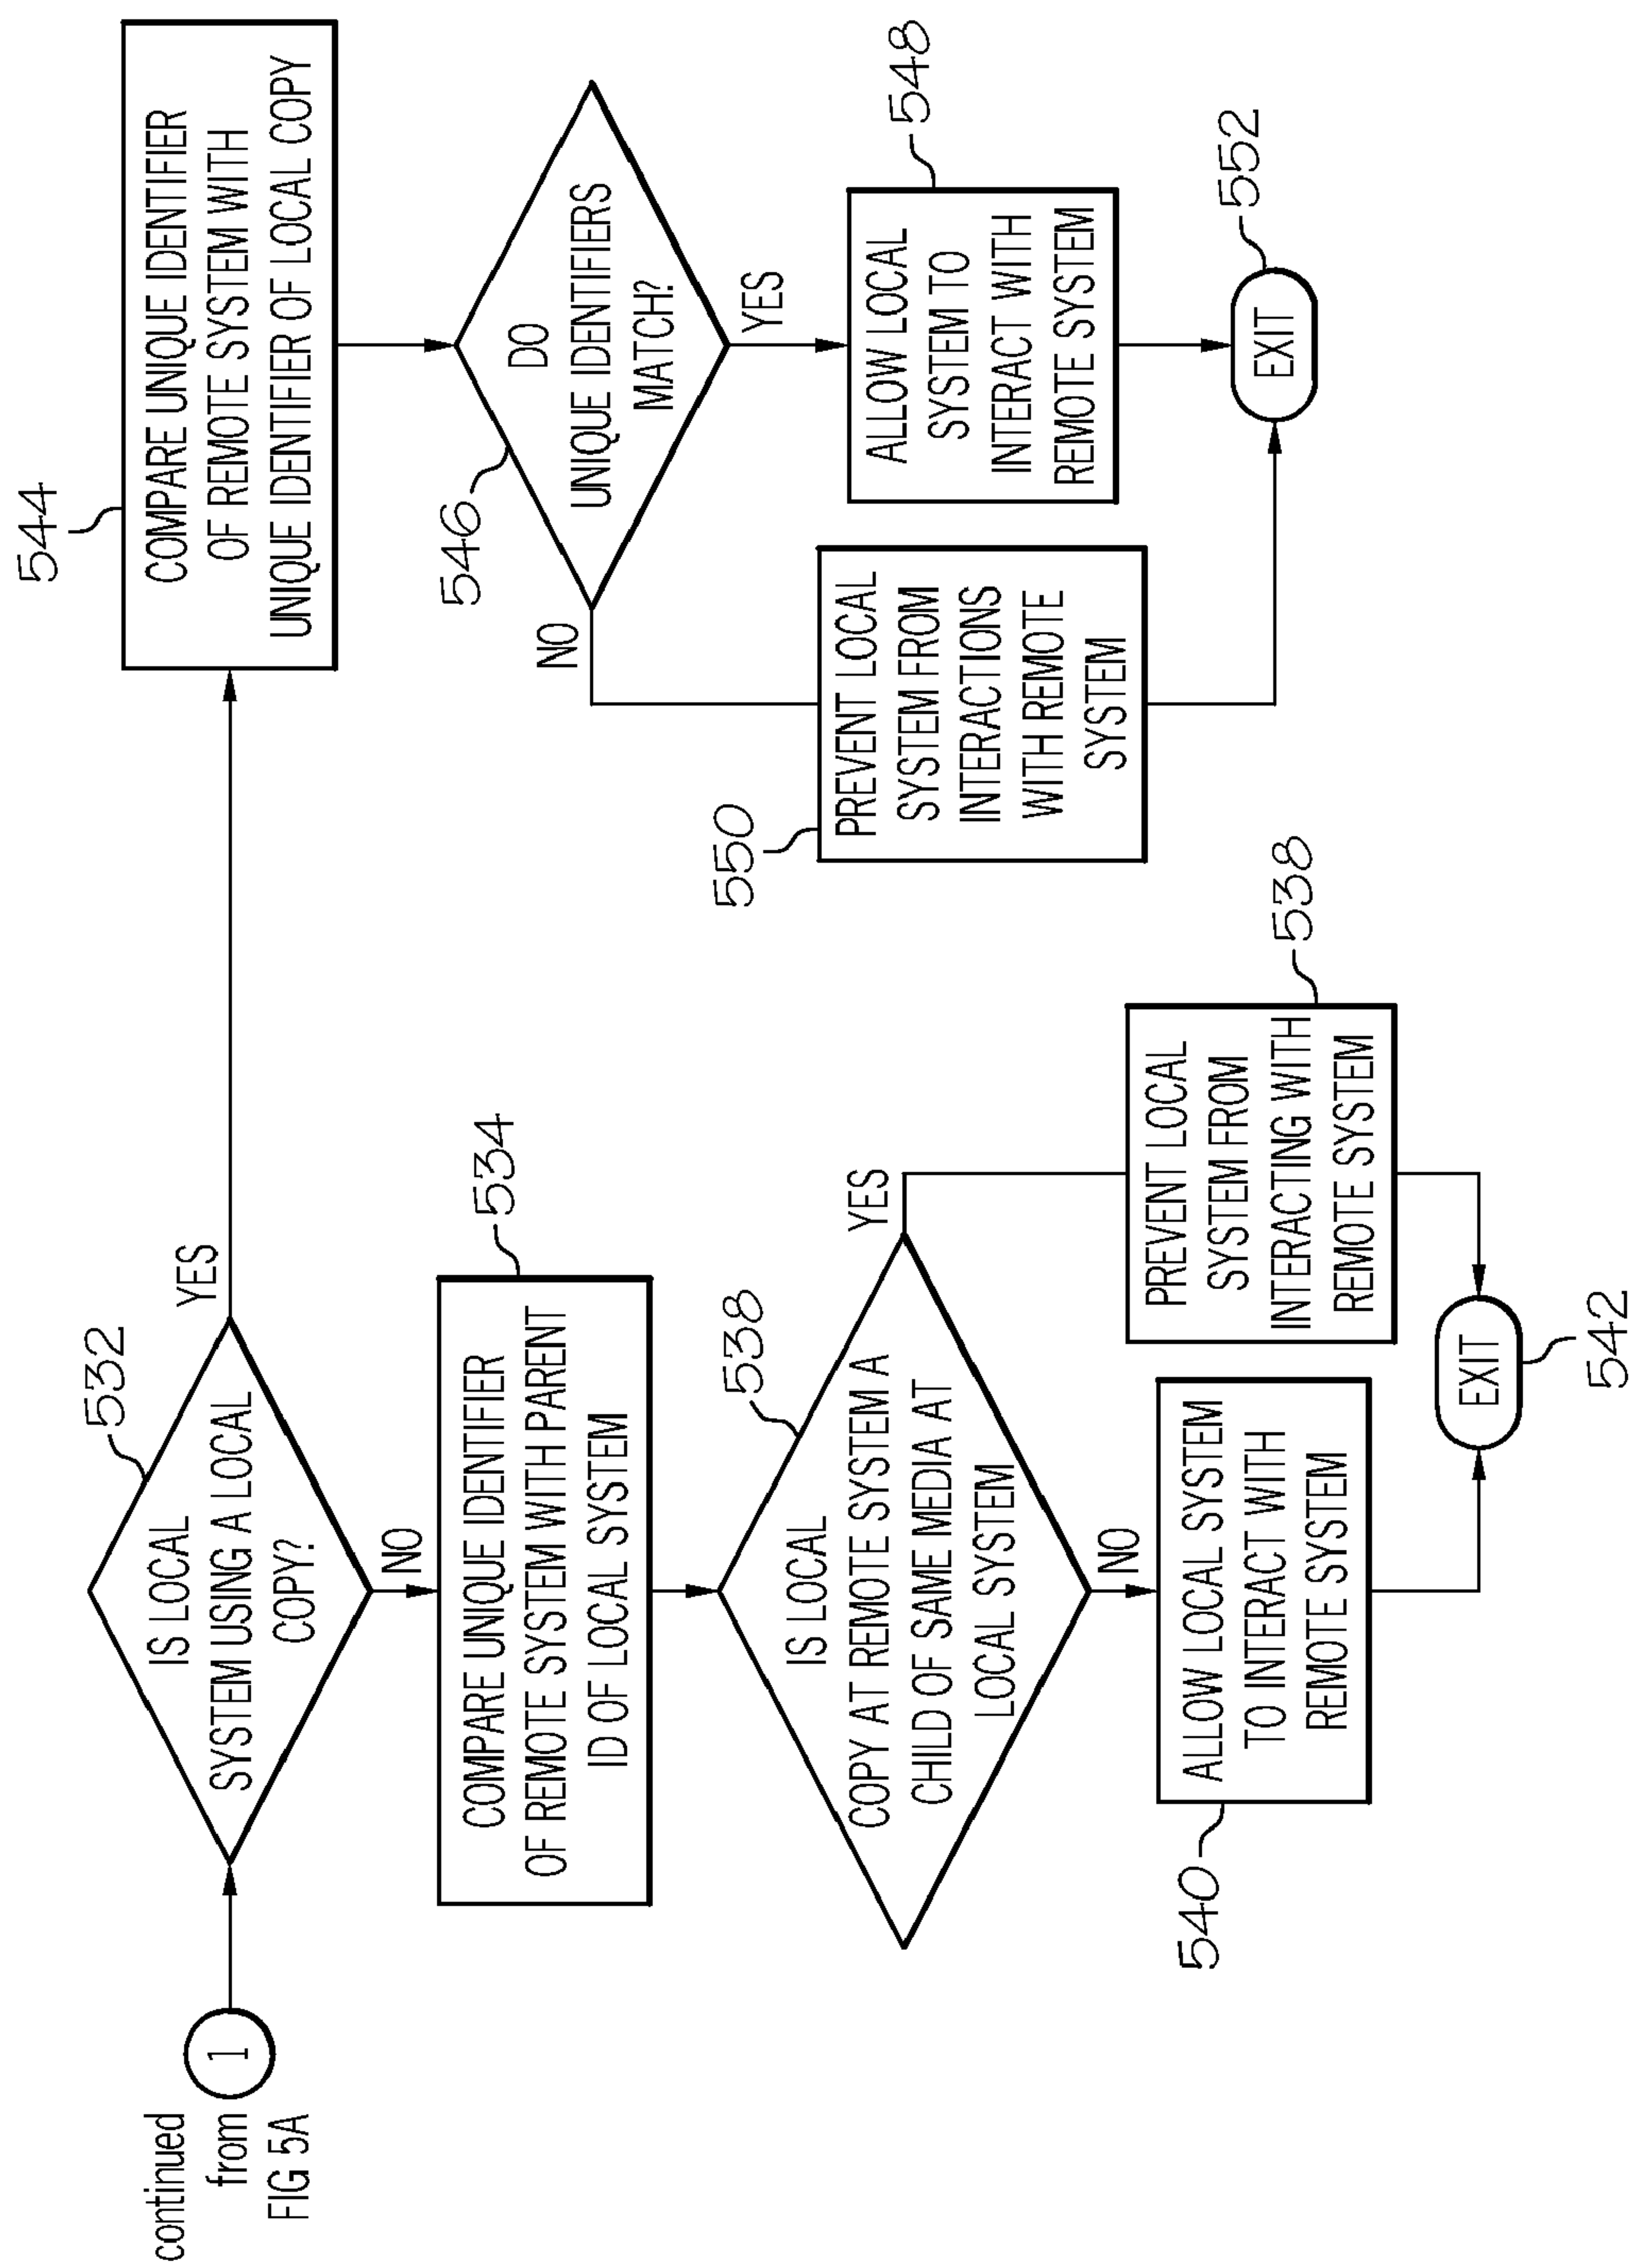 continued
from
FIG 5A
1
532
IS LOCAL
SYSTEM USING A LOCAL
COPY?
YES
NO
534
COMPARE UNIQUE IDENTIFIER
OF REMOTE SYSTEM WITH PARENT
ID OF LOCAL SYSTEM
538
IS LOCAL
COPY AT REMOTE SYSTEM A
CHILD OF SAME MEDIA AT
LOCAL SYSTEM
YES
NO
540
ALLOW LOCAL SYSTEM
TO INTERACT WITH
REMOTE SYSTEM
538
PREVENT LOCAL
SYSTEM FROM
INTERACTING WITH
REMOTE SYSTEM
EXIT
542
544
COMPARE UNIQUE IDENTIFIER
OF REMOTE SYSTEM WITH
UNIQUE IDENTIFIER OF LOCAL COPY
546
DO
UNIQUE IDENTIFIERS
MATCH?
NO
YES
550
PREVENT LOCAL
SYSTEM FROM
INTERACTIONS
WITH REMOTE
SYSTEM
548
ALLOW LOCAL
SYSTEM TO
INTERACT WITH
REMOTE SYSTEM
EXIT
552